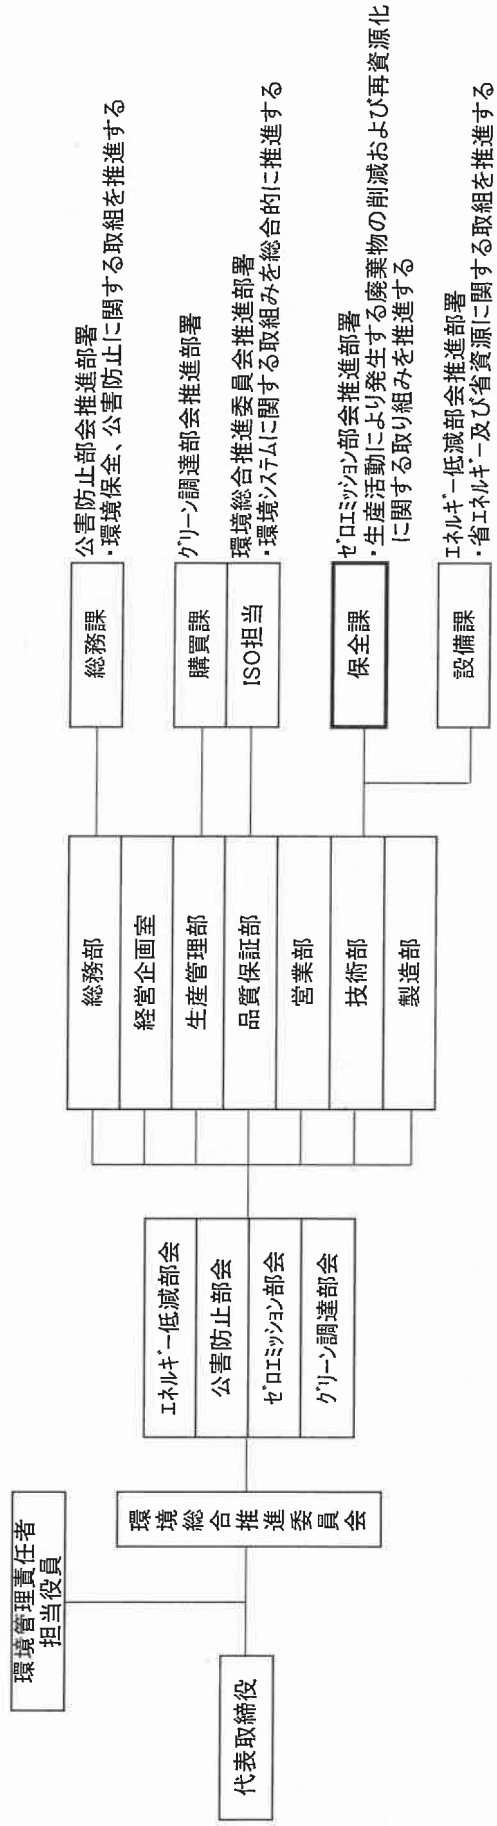 代表取締役
環境管理責任者
担当役員
環境総合推進委員会
エネルギー低減部会
公害防止部会
ゼロエミッション部会
グリーン調達部会
総務部
経営企画室
生産管理部
品質保証部
営業部
技術部
製造部
総務課
公害防止部会推進部署
・環境保全、公害防止に関する取組を推進する
購買課
グリーン調達部会推進部署
ISO担当
環境総合推進委員会推進部署
・環境システムに関する取組みを総合的に推進する
保全課
ゼロエミッション部会推進部署
・生産活動により発生する廃棄物の削減および再資源化
に関する取り組みを推進する
設備課
エネルギー低減部会推進部署
・省エネルギー及び省資源に関する取組を推進する